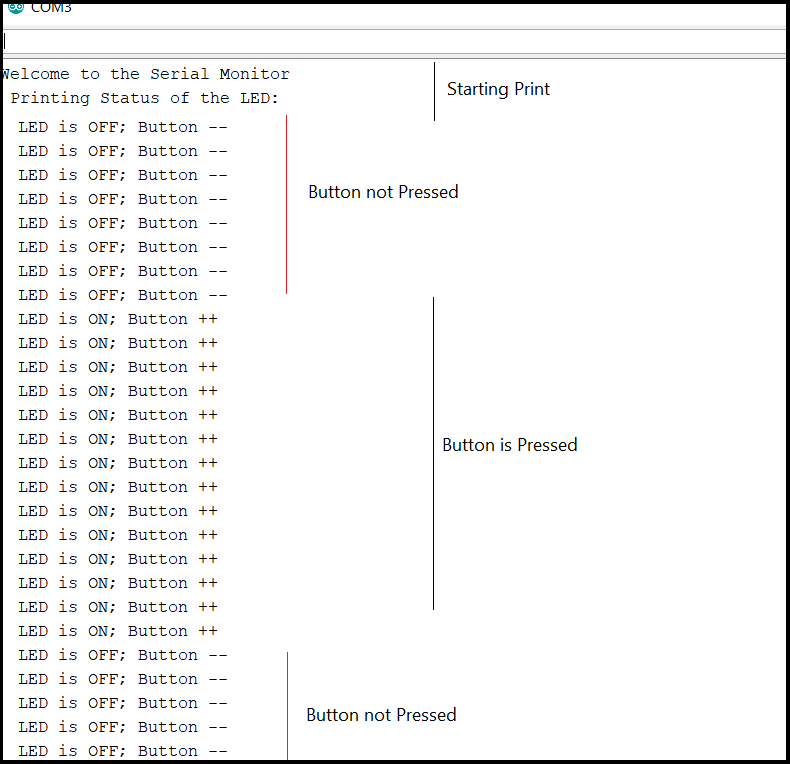 COM3
Welcome to the Serial Monitor
Printing Status of the LED:
Starting Print
LED is OFF; Button --
LED is OFF; Button --
LED is OFF; Button --
LED is OFF; Button --
LED is OFF; Button --
LED is OFF; Button --
LED is OFF; Button --
LED is OFF; Button --
Button not Pressed
LED is ON; Button ++
LED is ON; Button ++
LED is ON; Button ++
LED is ON; Button ++
LED is ON; Button ++
LED is ON; Button ++
LED is ON; Button ++
LED is ON; Button ++
LED is ON; Button ++
LED is ON; Button ++
LED is ON; Button ++
LED is ON; Button ++
LED is ON; Button ++
LED is ON; Button ++
Button is Pressed
LED is OFF; Button --
LED is OFF; Button --
LED is OFF; Button --
LED is OFF; Button --
LED is OFF; Button --
Button not Pressed